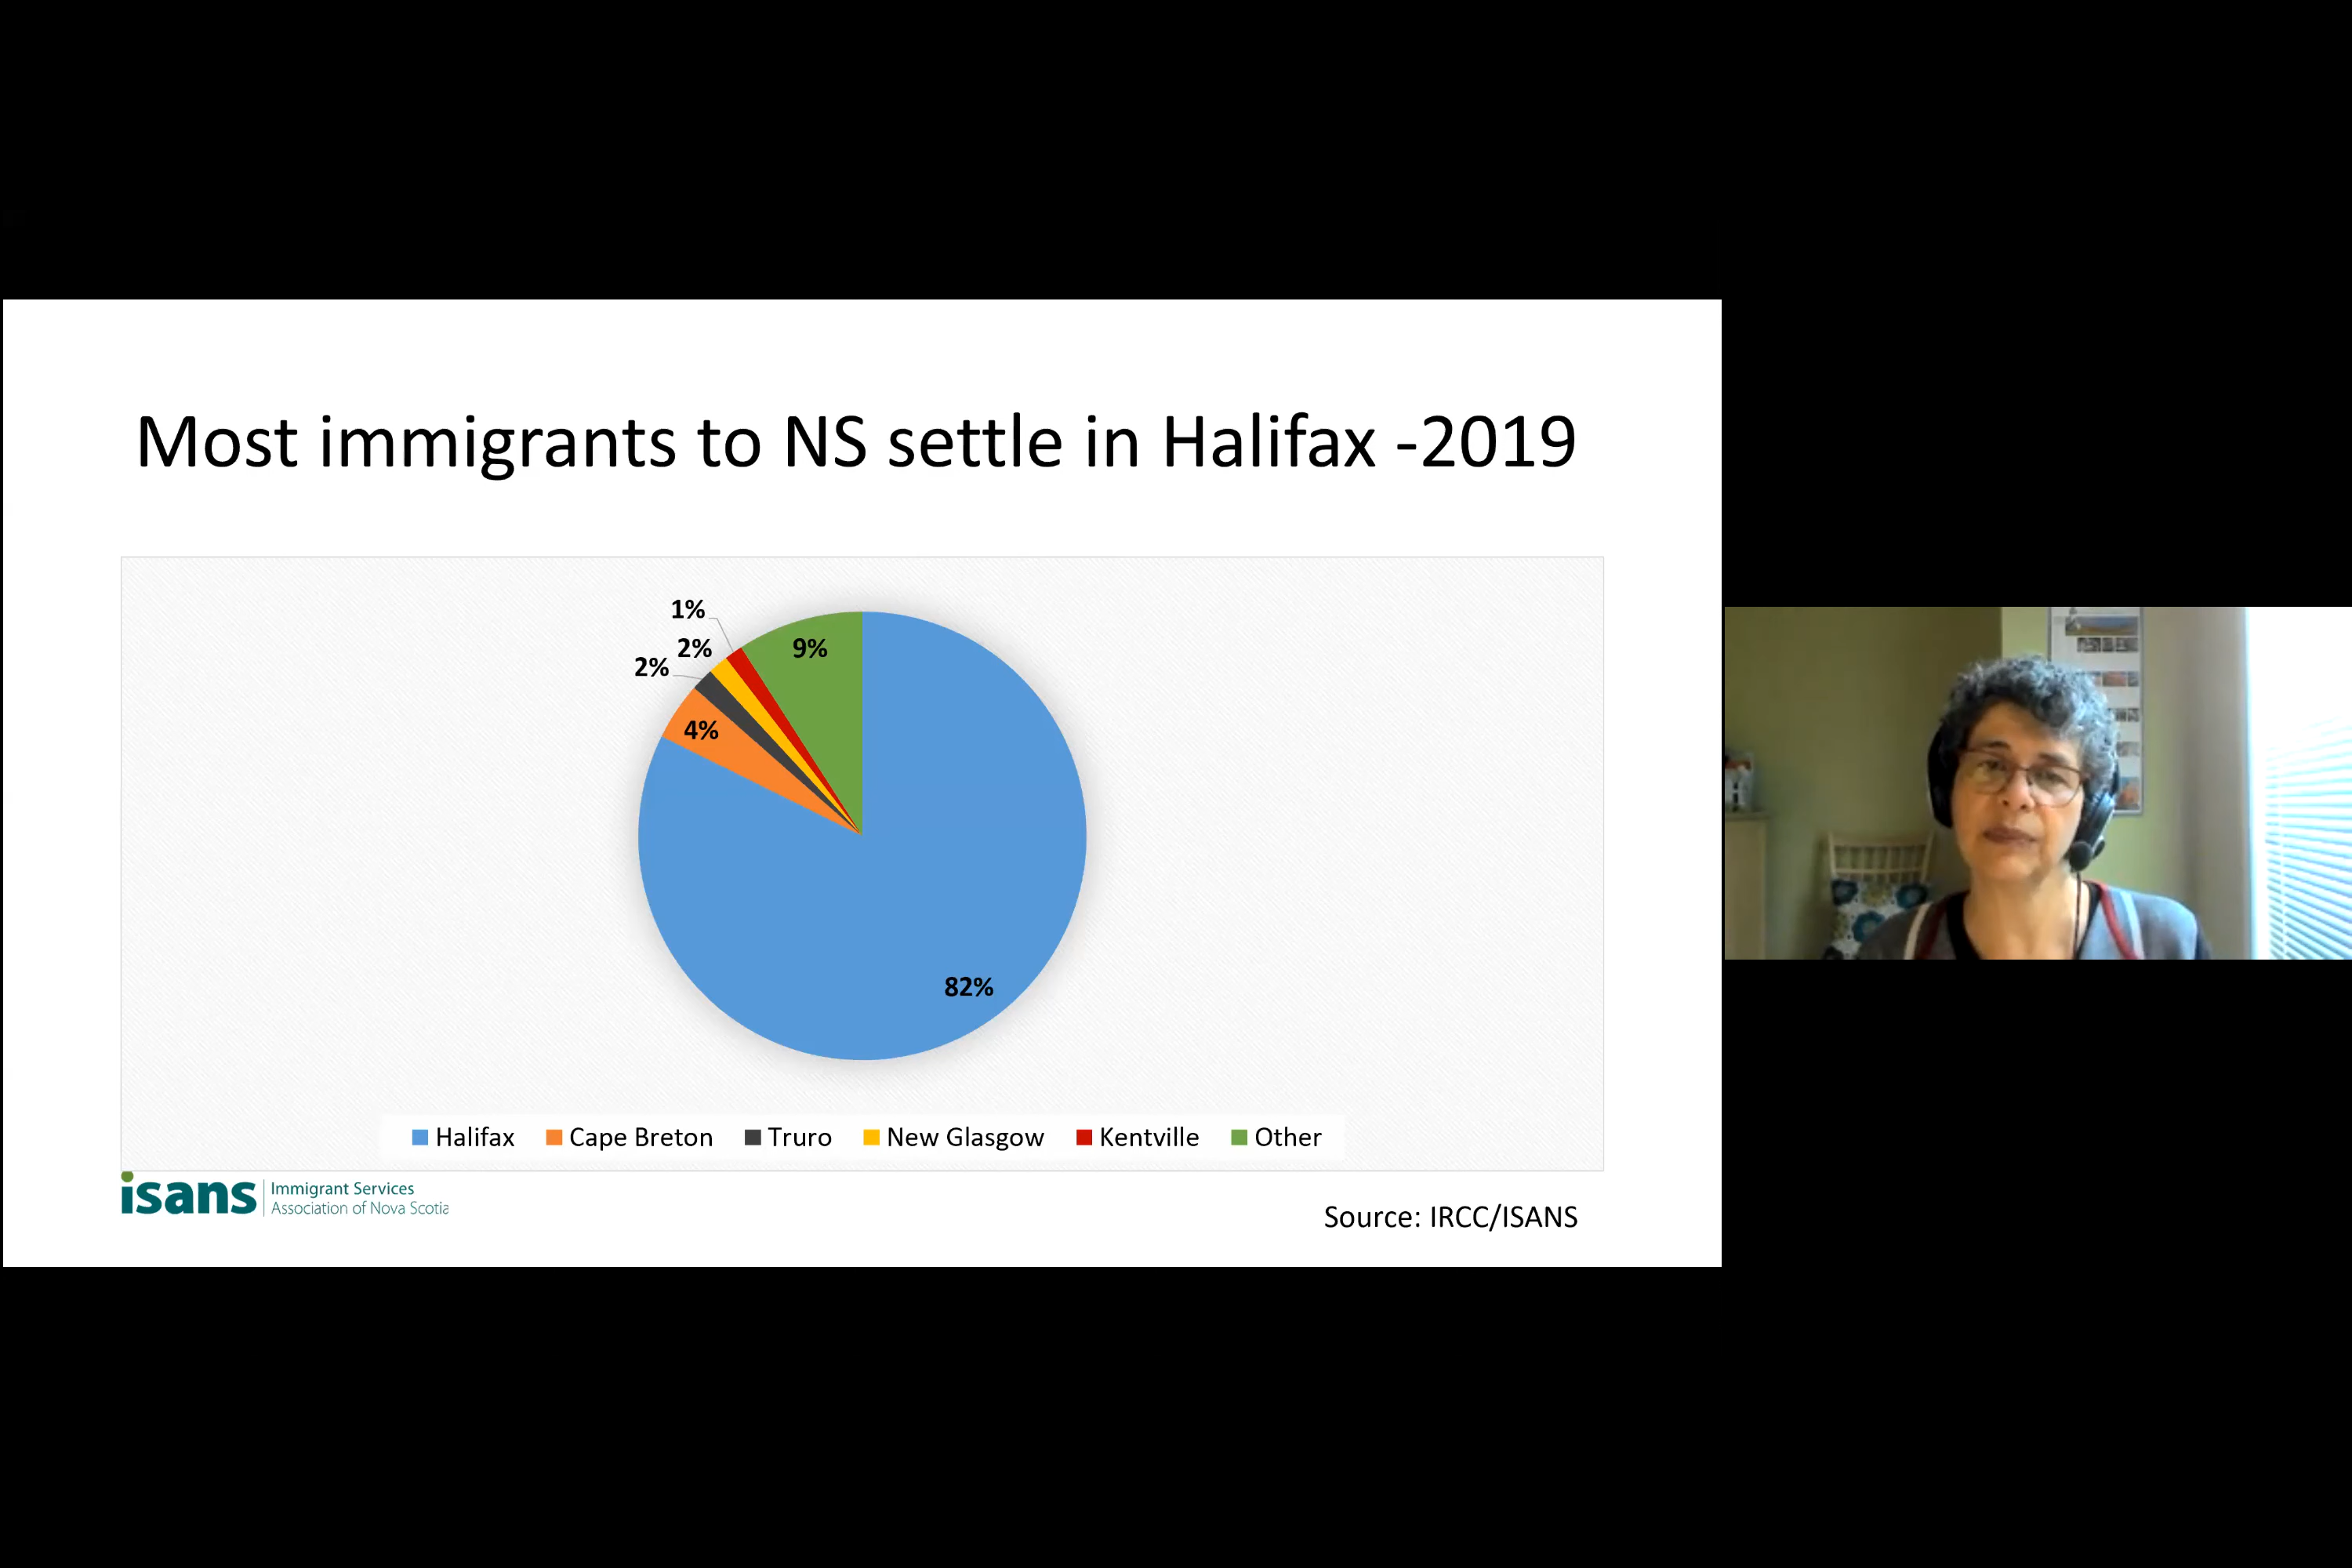 Most immigrants to NS settle in Halifax -2019
1%
2%
9%
2%
4%
82%
Halifax Cape Breton Truro New Glasgow Kentville Other
isans Immigrant Services
Association of Nova Scotia
Source: IRCC/ISANS